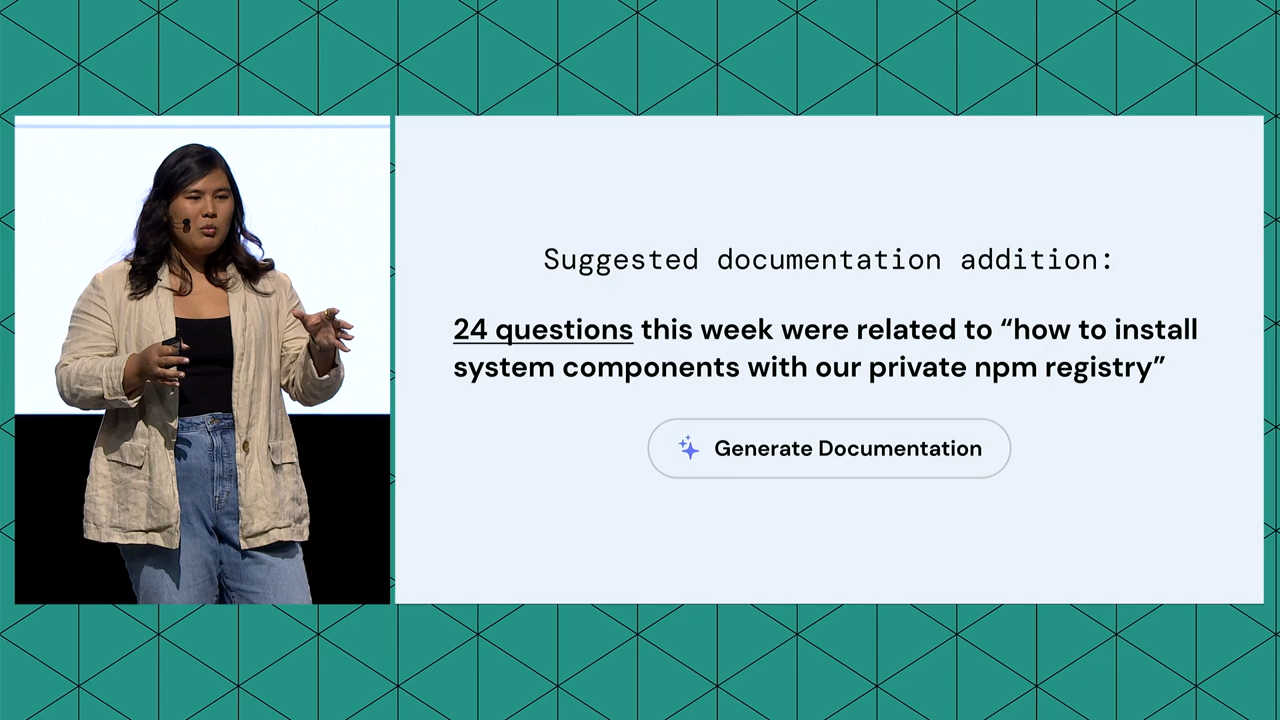 Suggested documentation addition:
24 questions this week were related to “how to install
system components with our private npm registry”
Generate Documentation